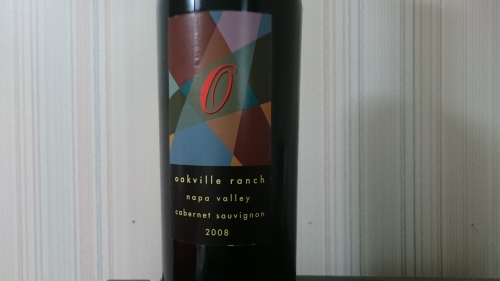 O
oakville ranch
napa valley
cabernet sauvignon
2008